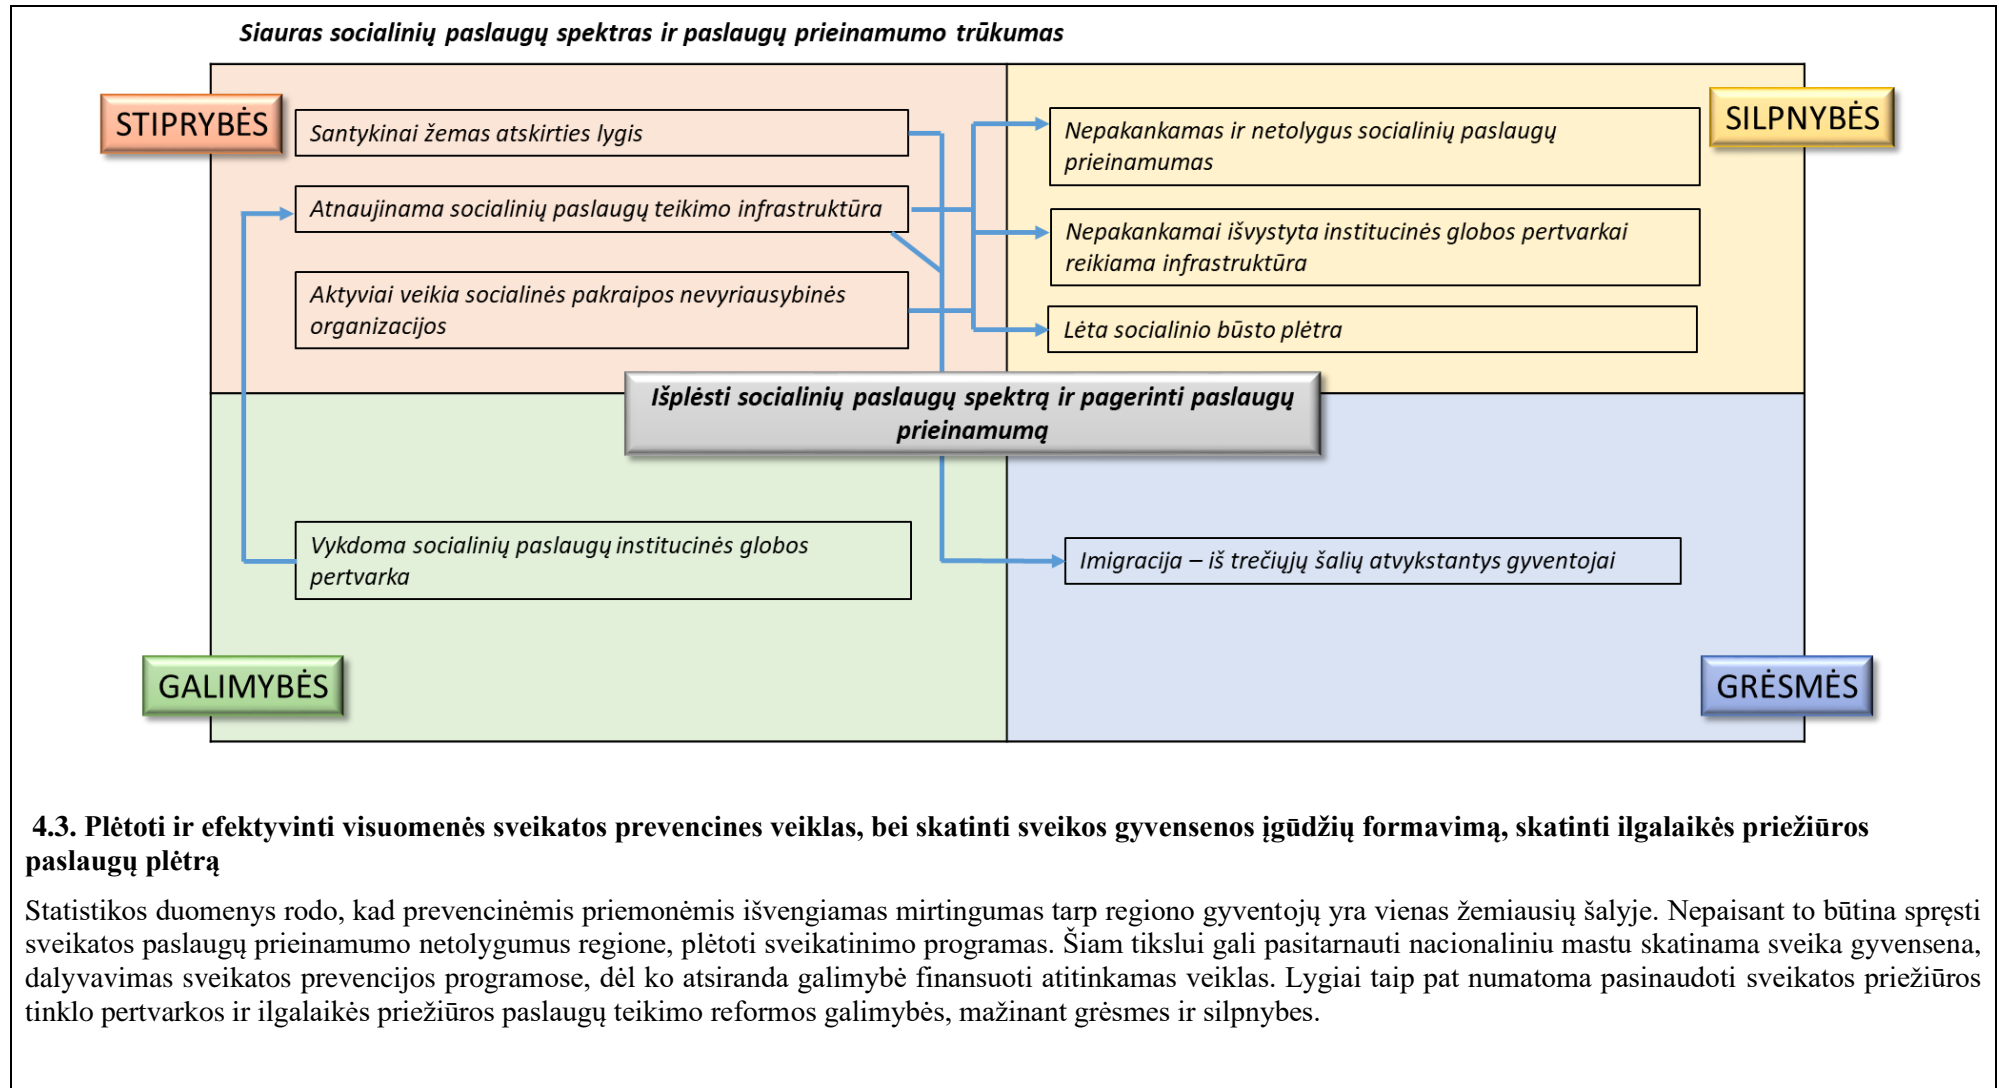 Siauras socialinių paslaugų spektras ir paslaugų prieinamumo trūkumas
STIPRYBĖS
Santykinai žemas atskirties lygis
Atnaujinama socialinių paslaugų teikimo infrastruktūra
Aktyviai veikia socialinės pakraipos nevyriausybinės
organizacijos
SILPNYBĖS
Nepakankamas ir netolygus socialinių paslaugų
prieinamumas
Nepakankamai išvystyta institucinės globos pertvarkai
reikiama infrastruktūra
Lėta socialinio būsto plėtra
Išplėsti socialinių paslaugų spektrą ir pagerinti paslaugų
prieinamumą
Vykdoma socialinių paslaugų institucinės globos
pertvarka
GALIMYBĖS
Imigracija – iš trečiųjų šalių atvykstantys gyventojai
GRĖSMĖS
4.3. Plėtoti ir efektyvinti visuomenės sveikatos prevencines veiklas, bei skatinti sveikos gyvensenos įgūdžių formavimą, skatinti ilgalaikės priežiūros
paslaugų plėtrą
Statistikos duomenys rodo, kad prevencinėmis priemonėmis išvengiamas mirtingumas tarp regiono gyventojų yra vienas žemiausių šalyje. Nepaisant to būtina spręsti
sveikatos paslaugų prieinamumo netolygumus regione, plėtoti sveikatinimo programas. Šiam tikslui gali pasitarnauti nacionaliniu mastu skatinama sveika gyvensena,
dalyvavimas sveikatos prevencijos programose, dėl ko atsiranda galimybė finansuoti atitinkamas veiklas. Lygiai taip pat numatoma pasinaudoti sveikatos priežiūros
tinklo pertvarkos ir ilgalaikės priežiūros paslaugų teikimo reformos galimybės, mažinant grėsmes ir silpnybes.